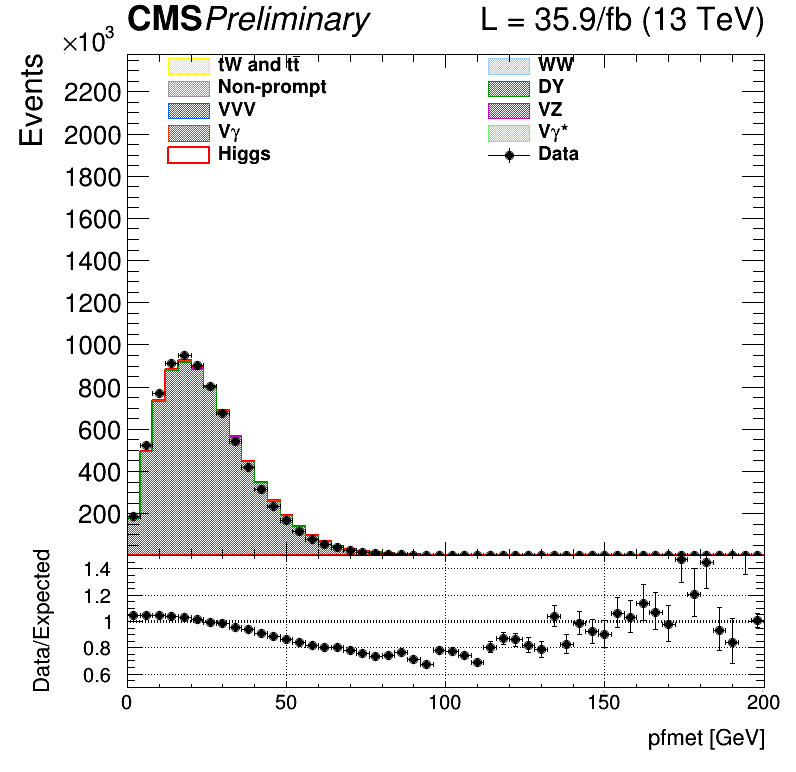 CMS Preliminary L = 35.9/fb (13 TeV)
×10³
Events
tW and tt̄
WW
Non-prompt
DY
VVV
VZ
Vγ
Vγ*
Higgs
Data
2200
2000
1800
1600
1400
1200
1000
800
600
400
200
Data/Expected
1.4
1.2
1
0.8
0.6
0 50 100 150 200
pfmet [GeV]